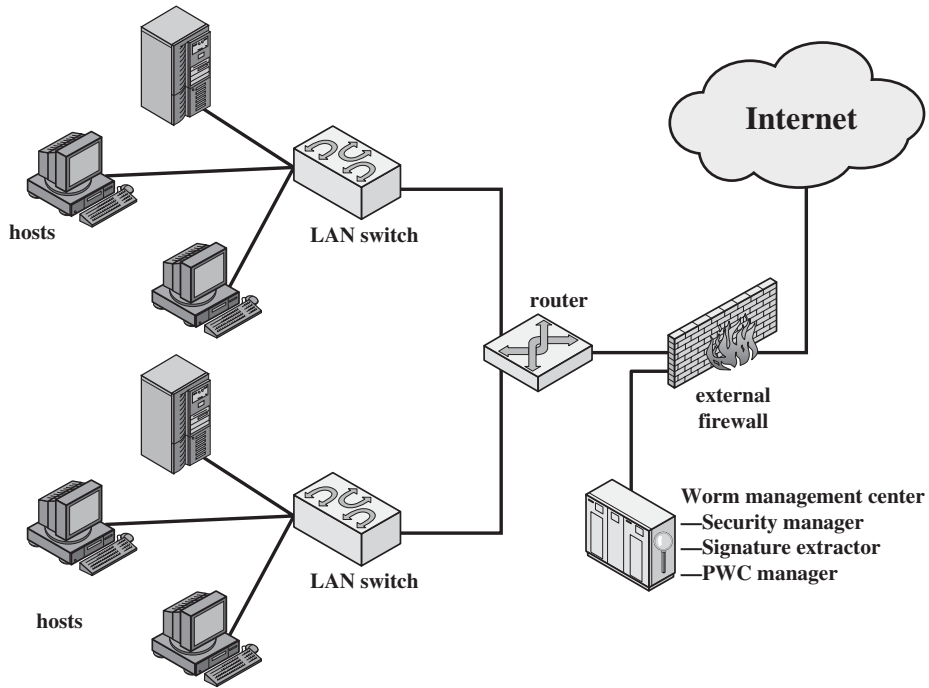 Internet
hosts
LAN switch
router
external
firewall
Worm management center
—Security manager
—Signature extractor
—PWC manager
LAN switch
hosts